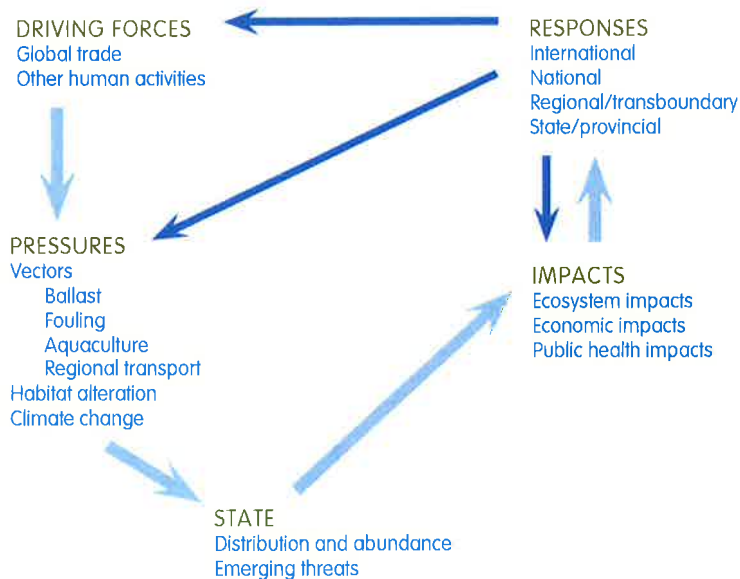 DRIVING FORCES
Global trade
Other human activities
RESPONSES
International
National
Regional/transboundary
State/provincial
PRESSURES
Vectors
Ballast
Fouling
Aquaculture
Regional transport
Habitat alteration
Climate change
IMPACTS
Ecosystem impacts
Economic impacts
Public health impacts
STATE
Distribution and abundance
Emerging threats